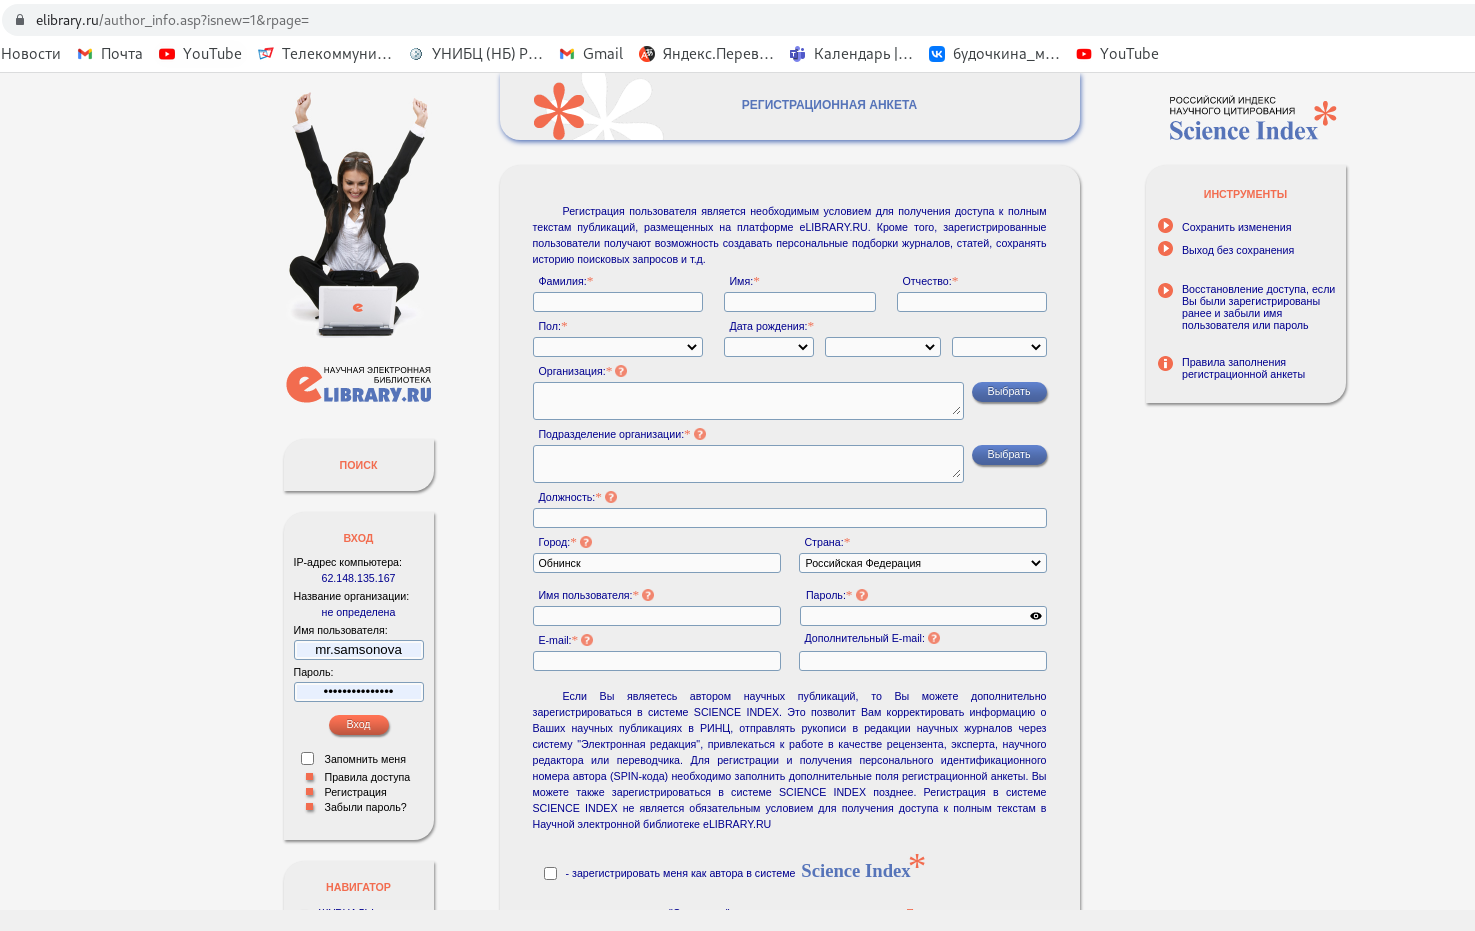 elibrary.ru/author_info.asp?isnew=1&rpage=
Новости Почта YouTube Телекоммуни... УНИБЦ (НБ) Р... Gmail Яндекс.Перев... Календарь |... будочкина_м... YouTube
РЕГИСТРАЦИОННАЯ АНКЕТА
РОССИЙСКИЙ ИНДЕКС
НАУЧНОГО ЦИТИРОВАНИЯ
Science Index*
НАУЧНАЯ ЭЛЕКТРОННАЯ
БИБЛИОТЕКА
eLIBRARY.RU
ПОИСК
ВХОД
IP-адрес компьютера:
62.148.135.167
Название организации:
не определена
Имя пользователя:
mr.samsonova
Пароль:
•••••••••••••••
Вход
Запомнить меня
Правила доступа
Регистрация
Забыли пароль?
НАВИГАТОР
Регистрация пользователя является необходимым условием для получения доступа к полным
текстам публикаций, размещенных на платформе eLIBRARY.RU. Кроме того, зарегистрированные
пользователи получают возможность создавать персональные подборки журналов, статей, сохранять
историю поисковых запросов и т.д.
Фамилия:* Имя:* Отчество:*
Пол:* Дата рождения:*
Организация:* ?
Выбрать
Подразделение организации:* ?
Выбрать
Должность:* ?
Город:* ? Страна:*
Обнинск Российская Федерация
Имя пользователя:* ? Пароль:* ?
E-mail:* ? Дополнительный E-mail: ?
Если Вы являетесь автором научных публикаций, то Вы можете дополнительно
зарегистрироваться в системе SCIENCE INDEX. Это позволит Вам корректировать информацию о
Ваших научных публикациях в РИНЦ, отправлять рукописи в редакции научных журналов через
систему "Электронная редакция", привлекаться к работе в качестве рецензента, эксперта, научного
редактора или переводчика. Для регистрации и получения персонального идентификационного
номера автора (SPIN-кода) необходимо заполнить дополнительные поля регистрационной анкеты. Вы
можете также зарегистрироваться в системе SCIENCE INDEX позднее. Регистрация в системе
SCIENCE INDEX не является обязательным условием для получения доступа к полным текстам в
Научной электронной библиотеке eLIBRARY.RU
- зарегистрировать меня как автора в системе Science Index*
ИНСТРУМЕНТЫ
Сохранить изменения
Выход без сохранения
Восстановление доступа, если
Вы были зарегистрированы
ранее и забыли имя
пользователя или пароль
Правила заполнения
регистрационной анкеты